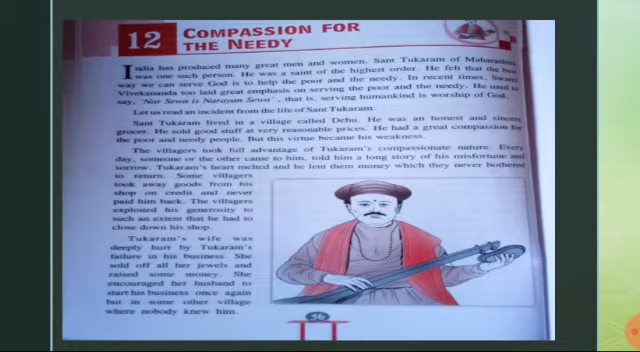 12
COMPASSION FOR
THE NEEDY
India has produced many great men and women. Sant Tukaram of Maharashtra
was one such person. He was a saint of the highest order. He felt that the best
way we can serve God is to help the poor and the needy. In recent times, Swami
Vivekananda too laid great emphasis on serving the poor and the needy. He used to
say, 'Nar Sewa is Narayan Sewa', that is, serving humankind is worship of God.
Let us read an incident from the life of Sant Tukaram.
Sant Tukaram lived in a village called Dehu. He was an honest and sincere
grocer. He sold good stuff at very reasonable prices. He had a great compassion for
the poor and needy people. But this virtue became his weakness.
The villagers took full advantage of Tukaram's compassionate nature. Every
day, someone or the other came to him, told him a long story of his misfortune and
sorrow. Tukaram's heart melted and he lent them money which they never bothered
to return. Some villagers
took away goods from his
shop on credit and never
paid him back. The villagers
exploited his generosity to
such an extent that he had to
close down his shop.
Tukaram's wife was
deeply hurt by Tukaram's
failure in his business. She
sold off all her jewels and
raised some money. She
encouraged her husband to
start his business once again
but in some other village
where nobody knew him.
56